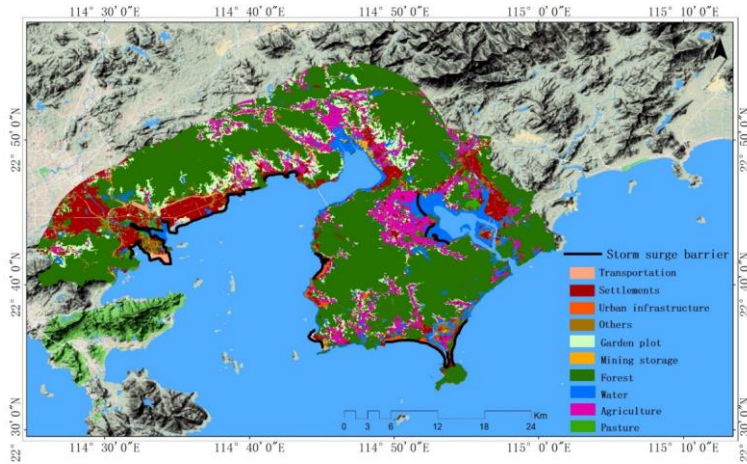 114° 30′ 0″E 114° 40′ 0″E 114° 50′ 0″E 115° 0′ 0″E 115° 10′ 0″E
22° 50′ 0″N 22° 50′ 0″N
22° 40′ 0″N 22° 40′ 0″N
22° 30′ 0″N 22° 30′ 0″N
Storm surge barrier
Transportation
Settlements
Urban infrastructure
Others
Garden plot
Mining storage
Forest
Water
Agriculture
Pasture
Km
0 3 6 12 18 24
114° 30′ 0″E 114° 40′ 0″E 114° 50′ 0″E 115° 0′ 0″E 115° 10′ 0″E